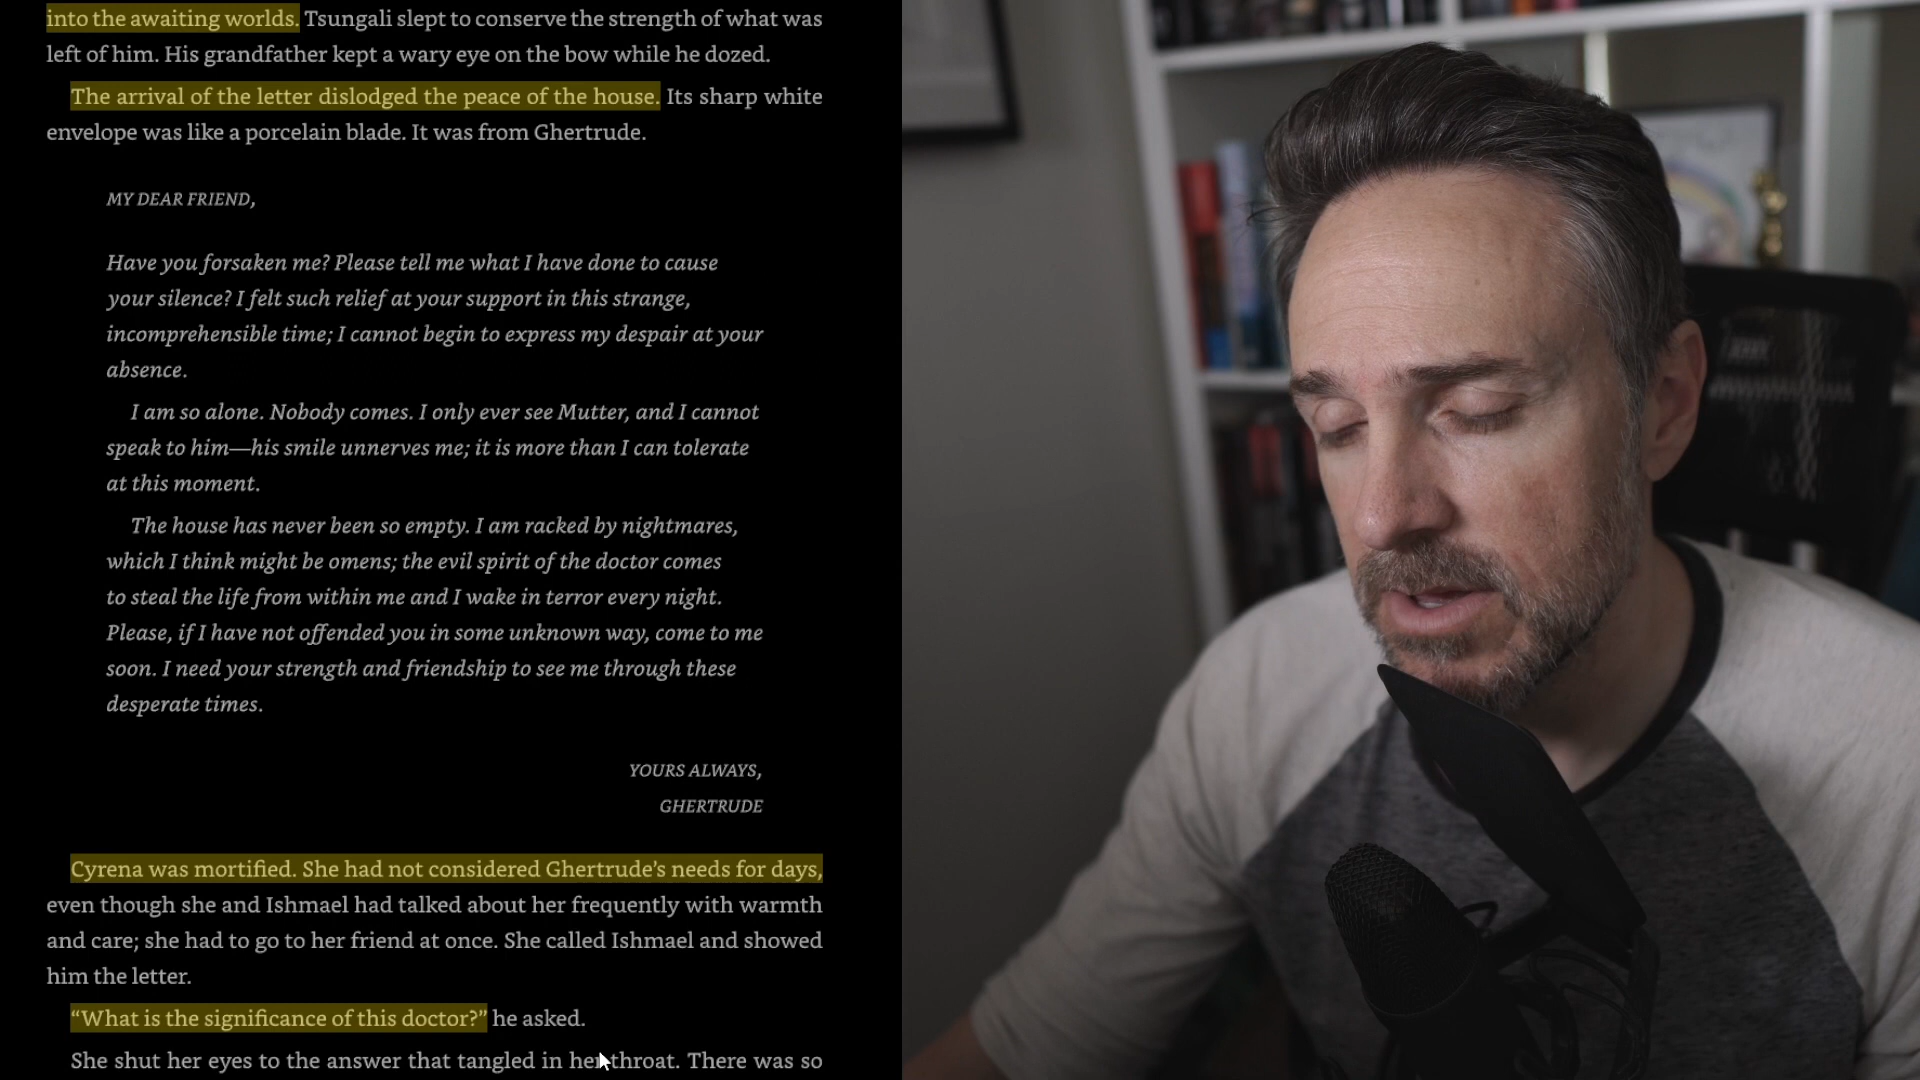 into the awaiting worlds. Tsungali slept to conserve the strength of what was
left of him. His grandfather kept a wary eye on the bow while he dozed.
The arrival of the letter dislodged the peace of the house. Its sharp white
envelope was like a porcelain blade. It was from Ghertrude.
MY DEAR FRIEND,
Have you forsaken me? Please tell me what I have done to cause
your silence? I felt such relief at your support in this strange,
incomprehensible time; I cannot begin to express my despair at your
absence.
I am so alone. Nobody comes. I only ever see Mutter, and I cannot
speak to him—his smile unnerves me; it is more than I can tolerate
at this moment.
The house has never been so empty. I am racked by nightmares,
which I think might be omens; the evil spirit of the doctor comes
to steal the life from within me and I wake in terror every night.
Please, if I have not offended you in some unknown way, come to me
soon. I need your strength and friendship to see me through these
desperate times.
YOURS ALWAYS,
GHERTRUDE
Cyrena was mortified. She had not considered Ghertrude’s needs for days,
even though she and Ishmael had talked about her frequently with warmth
and care; she had to go to her friend at once. She called Ishmael and showed
him the letter.
“What is the significance of this doctor?” he asked.
She shut her eyes to the answer that tangled in her throat. There was so